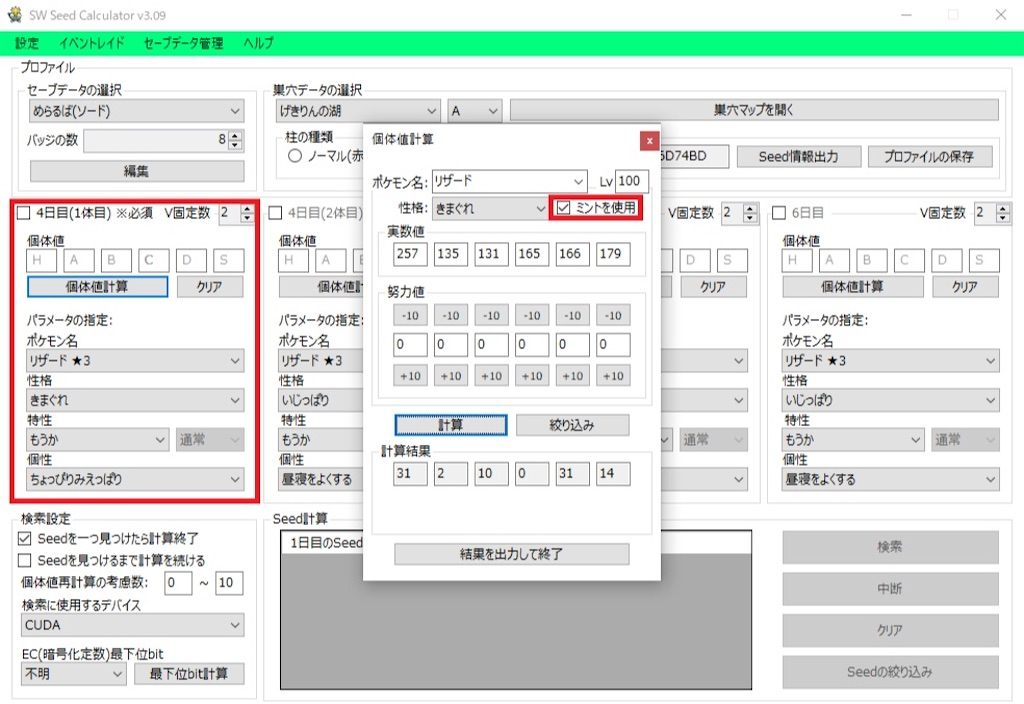 SW Seed Calculator v3.09
設定 イベントレイド セーブデータ管理 ヘルプ
プロファイル
セーブデータの選択
めらるば(ソード)
バッジの数 8
編集
巣穴データの選択
げきりんの湖 A 巣穴マップを開く
柱の種類
ノーマル(赤
5D74BD Seed情報出力 プロファイルの保存
4日目(1体目) ※必須 V固定数 2
個体値
H A B C D S
個体値計算 クリア
パラメータの指定:
ポケモン名
リザード ★3
性格
きまぐれ
特性
もうか 通常
個性
ちょっぴりみえっぱり
4日目(2体目) V固定数 2
個体値
H A D S
個体値計 クリア
パラメータの指定:
ポケモン名
リザード ★3
性格
いじっぱり
特性
もうか 通常
個性
昼寝をよくする
6日目 V固定数 2
個体値
H A B C D S
個体値計算 クリア
パラメータの指定:
ポケモン名
リザード ★3
性格
いじっぱり
特性
もうか 通常
個性
昼寝をよくする
個体値計算 x
ポケモン名: リザード Lv 100
性格: きまぐれ ミントを使用
実数値
257 135 131 165 166 179
努力値
-10 -10 -10 -10 -10 -10
0 0 0 0 0 0
+10 +10 +10 +10 +10 +10
計算 絞り込み
計算結果
31 2 10 0 31 14
結果を出力して終了
検索設定
Seedを一つ見つけたら計算終了
Seedを見つけるまで計算を続ける
個体値再計算の考慮数: 0 ~ 10
検索に使用するデバイス
CUDA
EC(暗号化定数)最下位bit
不明 最下位bit計算
Seed計算
1日目のSeed
検索
中断
クリア
Seedの絞り込み